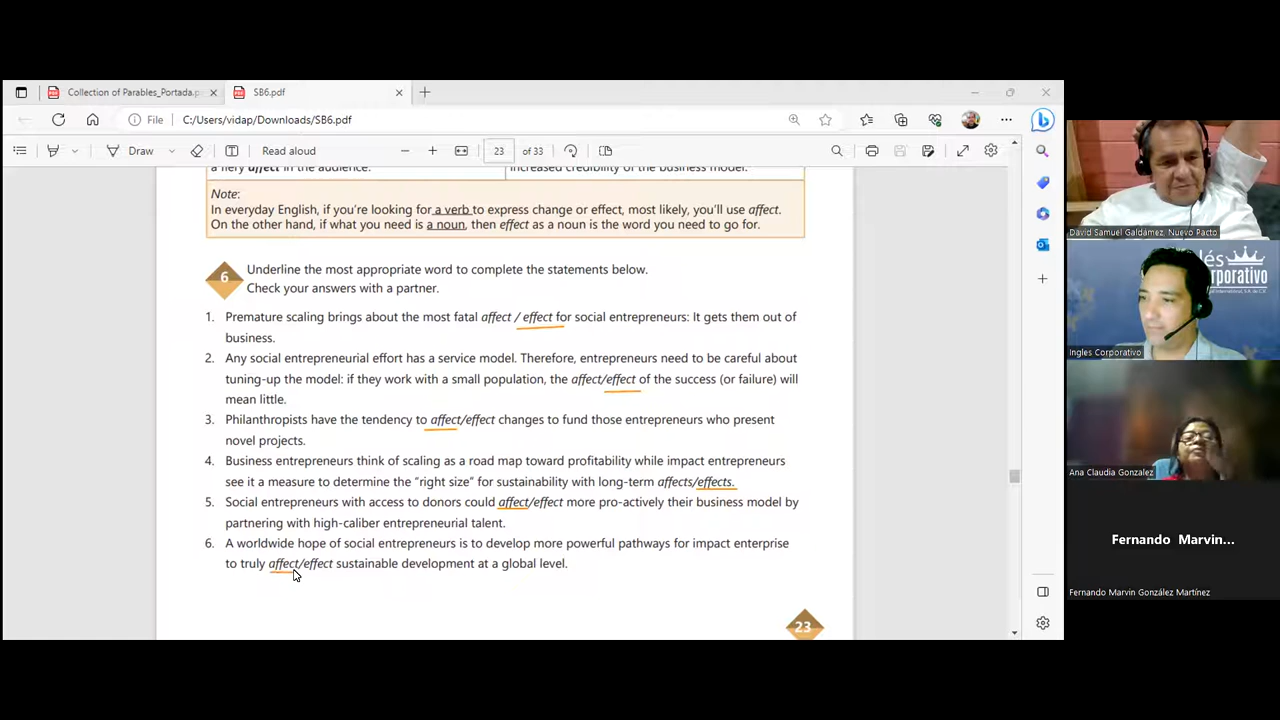 Collection of Parables_Portada.p
SB6.pdf
File
C:/Users/vidap/Downloads/SB6.pdf
Draw
Read aloud
23
of 33
a fiery affect in the audience.
increased credibility of the business model.
Note:
In everyday English, if you're looking for a verb to express change or effect, most likely, you'll use affect.
On the other hand, if what you need is a noun, then effect as a noun is the word you need to go for.
6
Underline the most appropriate word to complete the statements below.
Check your answers with a partner.
1. Premature scaling brings about the most fatal affect / effect for social entrepreneurs: It gets them out of
business.
2. Any social entrepreneurial effort has a service model. Therefore, entrepreneurs need to be careful about
tuning-up the model: if they work with a small population, the affect/effect of the success (or failure) will
mean little.
3. Philanthropists have the tendency to affect/effect changes to fund those entrepreneurs who present
novel projects.
4. Business entrepreneurs think of scaling as a road map toward profitability while impact entrepreneurs
see it a measure to determine the "right size" for sustainability with long-term affects/effects.
5. Social entrepreneurs with access to donors could affect/effect more pro-actively their business model by
partnering with high-caliber entrepreneurial talent.
6. A worldwide hope of social entrepreneurs is to develop more powerful pathways for impact enterprise
to truly affect/effect sustainable development at a global level.
23
David Samuel Galdámez, Nuevo Pacto
Ingles Corporativo
Ana Claudia Gonzalez
Fernando Marvin...
Fernando Marvin González Martínez